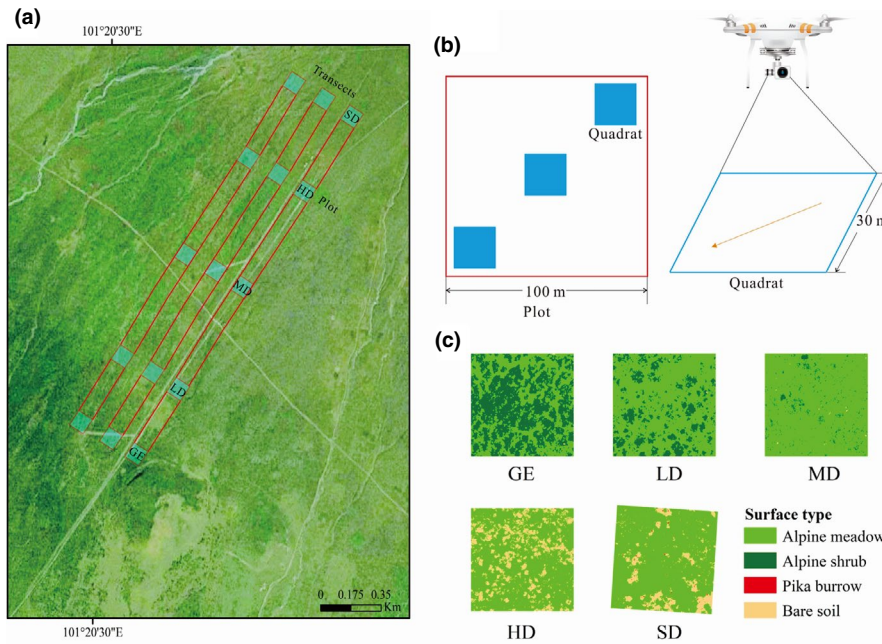 (a)
101°20'30"E
Transects
SD
HD
Plot
MD
LD
GE
0 0.175 0.35
Km
101°20'30"E
(b)
Quadrat
100 m
Plot
30 m
Quadrat
(c)
GE
LD
MD
HD
SD
Surface type
Alpine meadow
Alpine shrub
Pika burrow
Bare soil